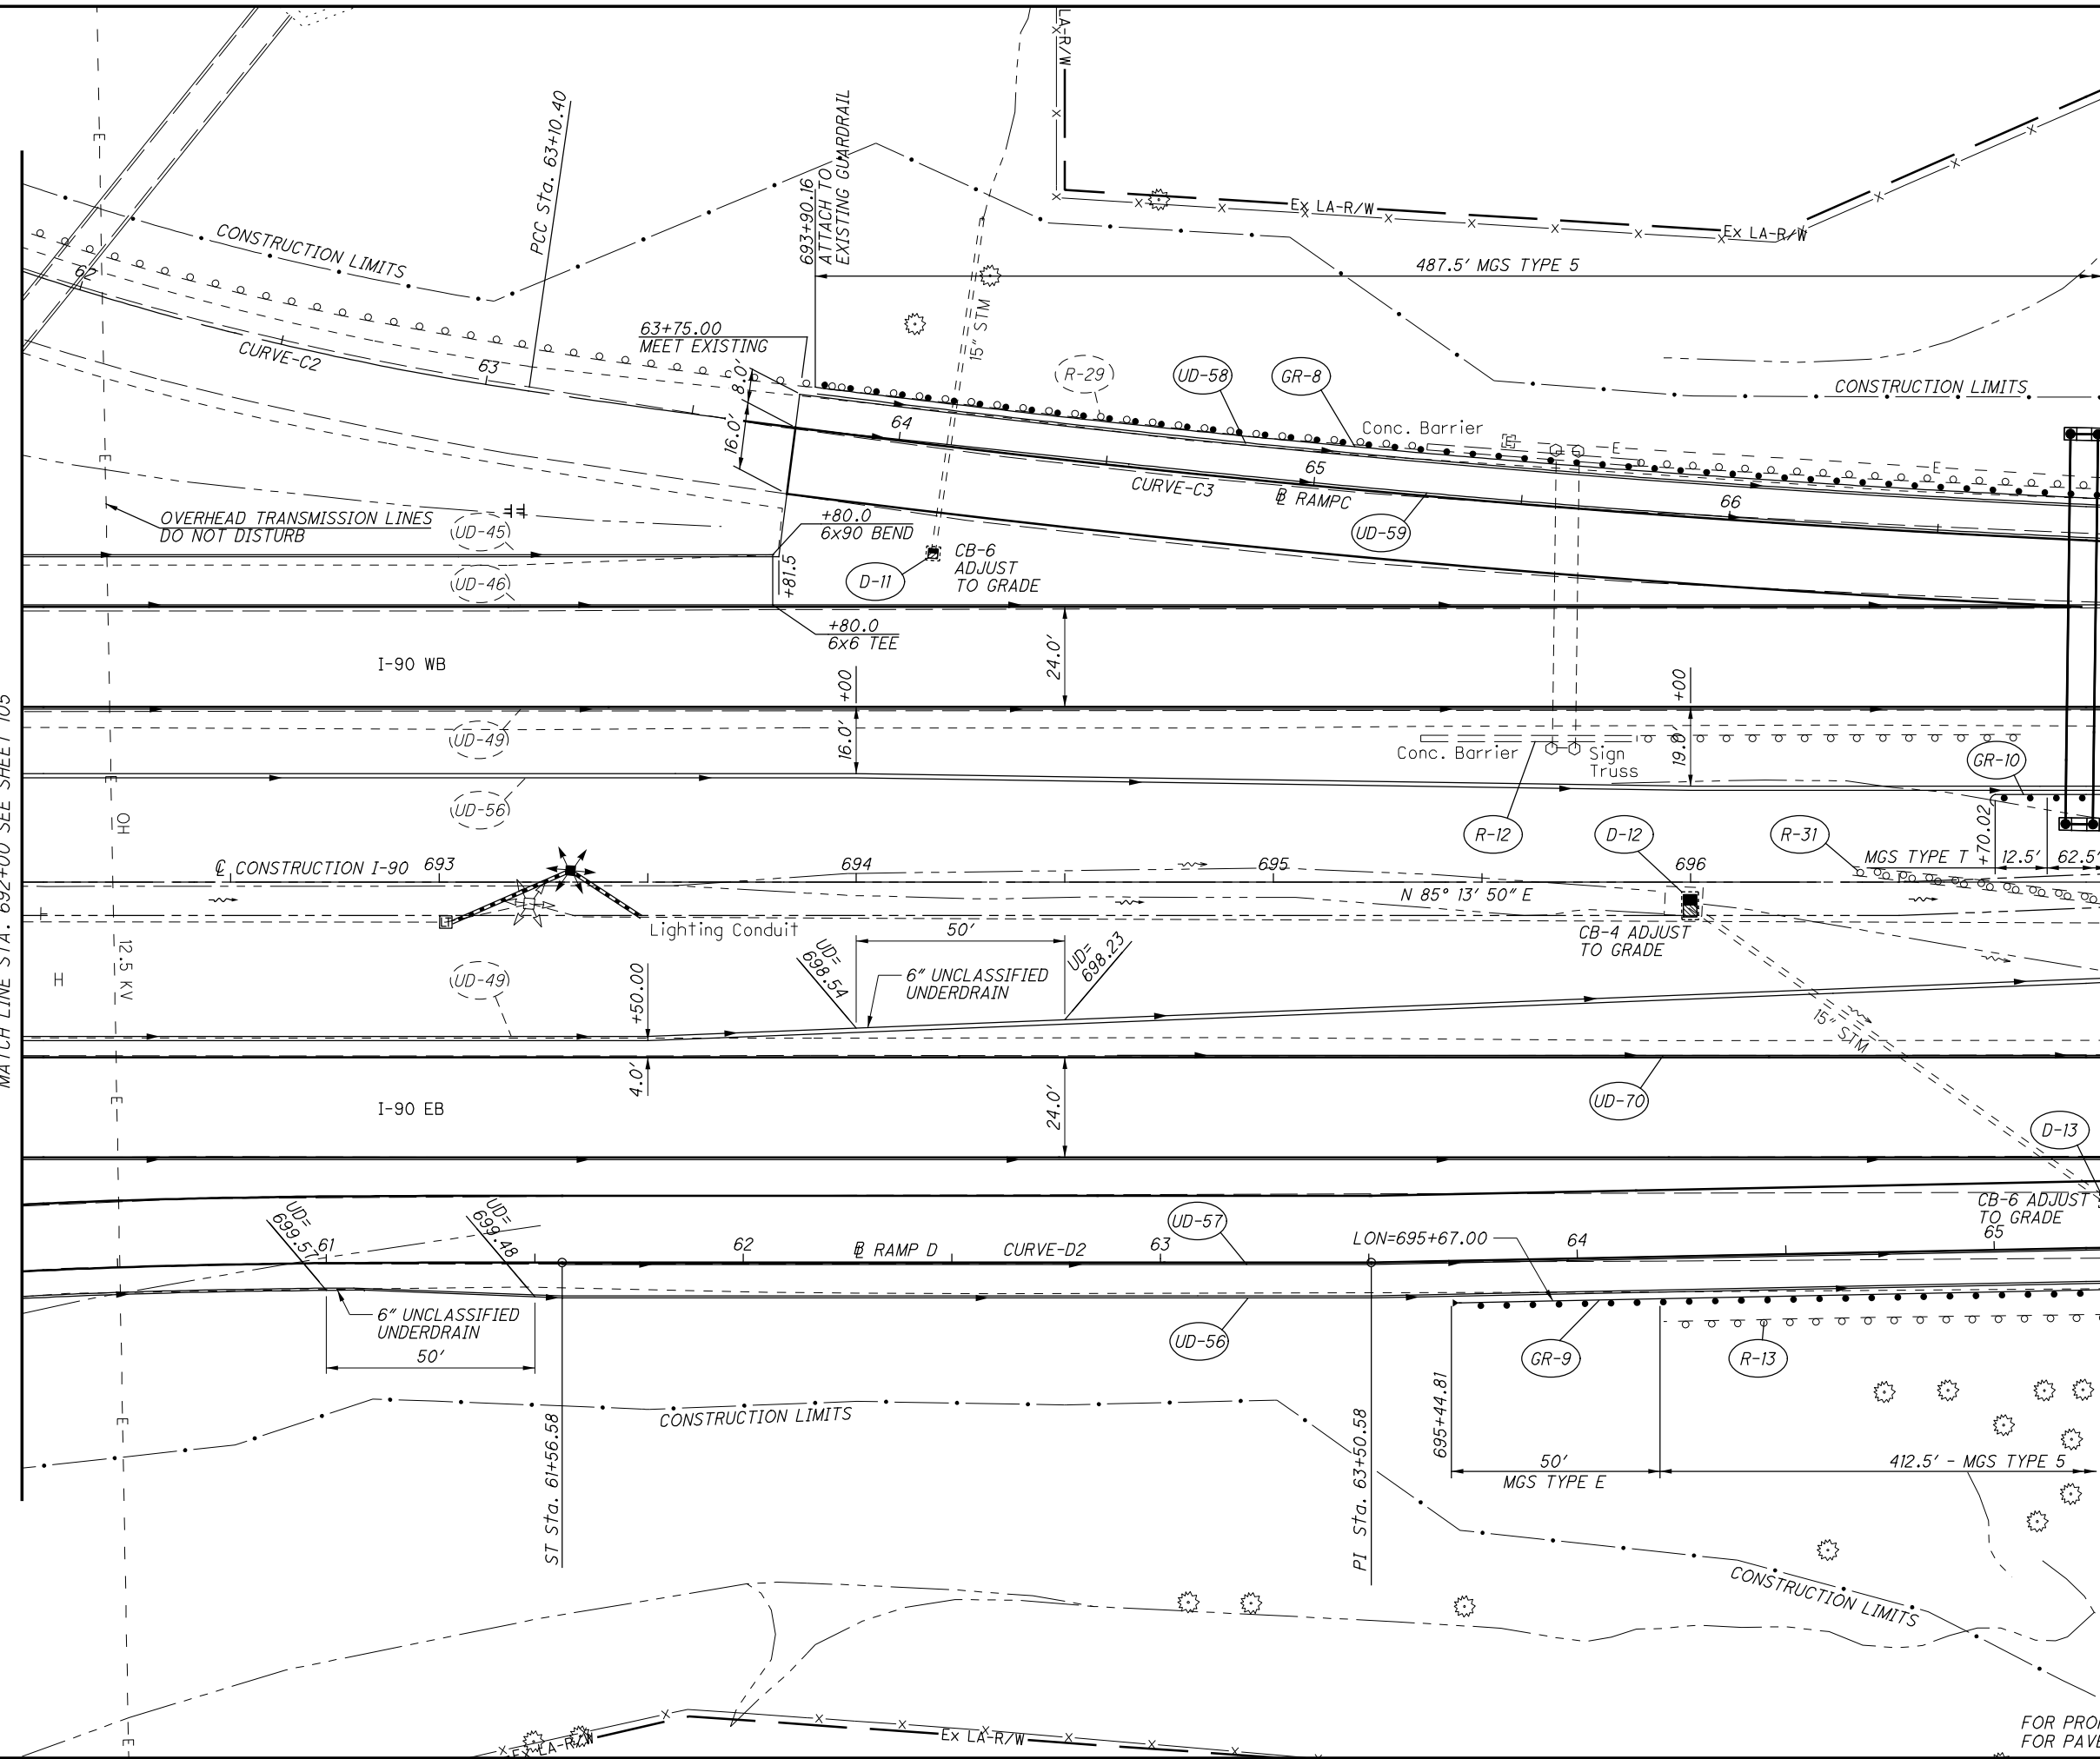 LA-R/W
PCC Sta. 63+10.40
693+90.16
ATTACH TO
EXISTING GUARDRAIL
Ex LA-R/W
Ex LA-R/W
CONSTRUCTION LIMITS
487.5' MGS TYPE 5
62
E
15" STM
63+75.00
MEET EXISTING
CURVE-C2
63
8.0'
R-29
UD-58
GR-8
CONSTRUCTION LIMITS
16.0'
64
Conc. Barrier
E
E
E
E
65
CURVE-C3
℄ RAMPC
66
OVERHEAD TRANSMISSION LINES
DO NOT DISTURB
UD-45
+80.0
6x90 BEND
UD-59
UD-46
+81.5
D-11
CB-6
ADJUST
TO GRADE
+80.0
6x6 TEE
I-90 WB
24.0'
+00
+00
MATCH LINE STA. 692+00 SEE SHEET 105
UD-49
16.0'
19.0'
Conc. Barrier
Sign
Truss
GR-10
E
UD-56
OH
R-12
D-12
R-31
+70.02
℄ CONSTRUCTION I-90
693
694
695
696
MGS TYPE T
12.5'
62.5'
N 85° 13' 50" E
LT
Lighting Conduit
50'
CB-4 ADJUST
TO GRADE
12.5 KV
H
UD-49
UD=
698.54
6" UNCLASSIFIED
UNDERDRAIN
UD=
698.23
+50.00
15" STM
4.0'
24.0'
UD-70
E
I-90 EB
D-13
CB-6 ADJUST
TO GRADE
UD=
699.57
UD=
699.48
61
62
℄ RAMP D
CURVE-D2
63
UD-57
LON=695+67.00
64
65
6" UNCLASSIFIED
UNDERDRAIN
50'
UD-56
GR-9
R-13
E
CONSTRUCTION LIMITS
ST Sta. 61+56.58
PI Sta. 63+50.58
695+44.81
50'
MGS TYPE E
412.5' - MGS TYPE 5
CONSTRUCTION LIMITS
E
Ex LA-R/W
Ex LA-R/W
FOR
FOR